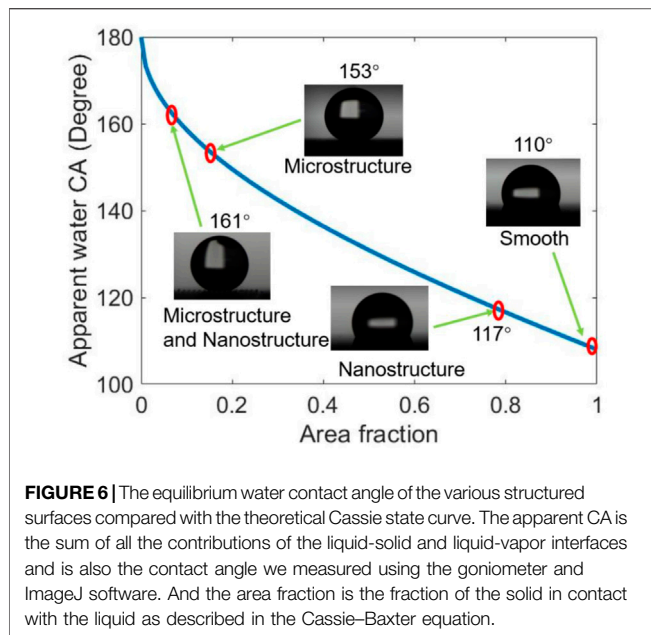 180
160
140
120
100
Apparent water CA (Degree)
153°
Microstructure
110°
Smooth
161°
Microstructure
and Nanostructure
117°
Nanostructure
0
0.2
0.4
0.6
0.8
1
Area fraction
FIGURE 6 | The equilibrium water contact angle of the various structured
surfaces compared with the theoretical Cassie state curve. The apparent CA is
the sum of all the contributions of the liquid-solid and liquid-vapor interfaces
and is also the contact angle we measured using the goniometer and
ImageJ software. And the area fraction is the fraction of the solid in contact
with the liquid as described in the Cassie–Baxter equation.